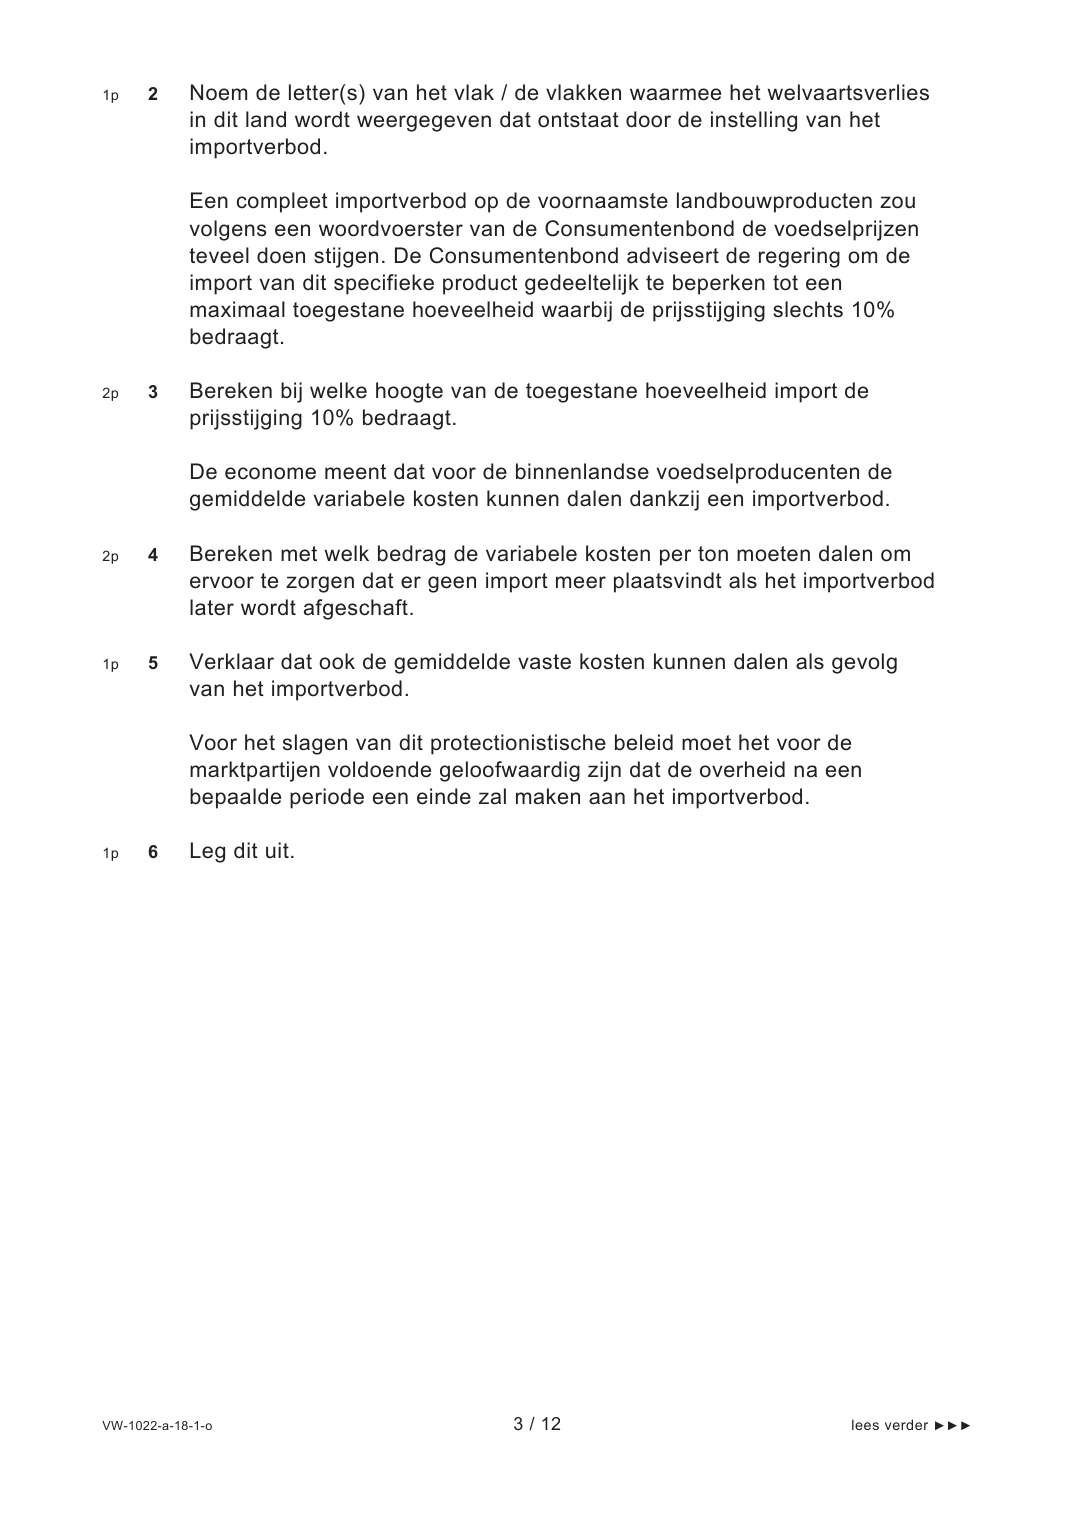 1p 2 Noem de letter(s) van het vlak / de vlakken waarmee het welvaartsverlies
in dit land wordt weergegeven dat ontstaat door de instelling van het
importverbod.
Een compleet importverbod op de voornaamste landbouwproducten zou
volgens een woordvoerster van de Consumentenbond de voedselprijzen
teveel doen stijgen. De Consumentenbond adviseert de regering om de
import van dit specifieke product gedeeltelijk te beperken tot een
maximaal toegestane hoeveelheid waarbij de prijsstijging slechts 10%
bedraagt.
2p 3 Bereken bij welke hoogte van de toegestane hoeveelheid import de
prijsstijging 10% bedraagt.
De econome meent dat voor de binnenlandse voedselproducenten de
gemiddelde variabele kosten kunnen dalen dankzij een importverbod.
2p 4 Bereken met welk bedrag de variabele kosten per ton moeten dalen om
ervoor te zorgen dat er geen import meer plaatsvindt als het importverbod
later wordt afgeschaft.
1p 5 Verklaar dat ook de gemiddelde vaste kosten kunnen dalen als gevolg
van het importverbod.
Voor het slagen van dit protectionistische beleid moet het voor de
marktpartijen voldoende geloofwaardig zijn dat de overheid na een
bepaalde periode een einde zal maken aan het importverbod.
1p 6 Leg dit uit.
VW-1022-a-18-1-o 3 / 12 lees verder ►►►